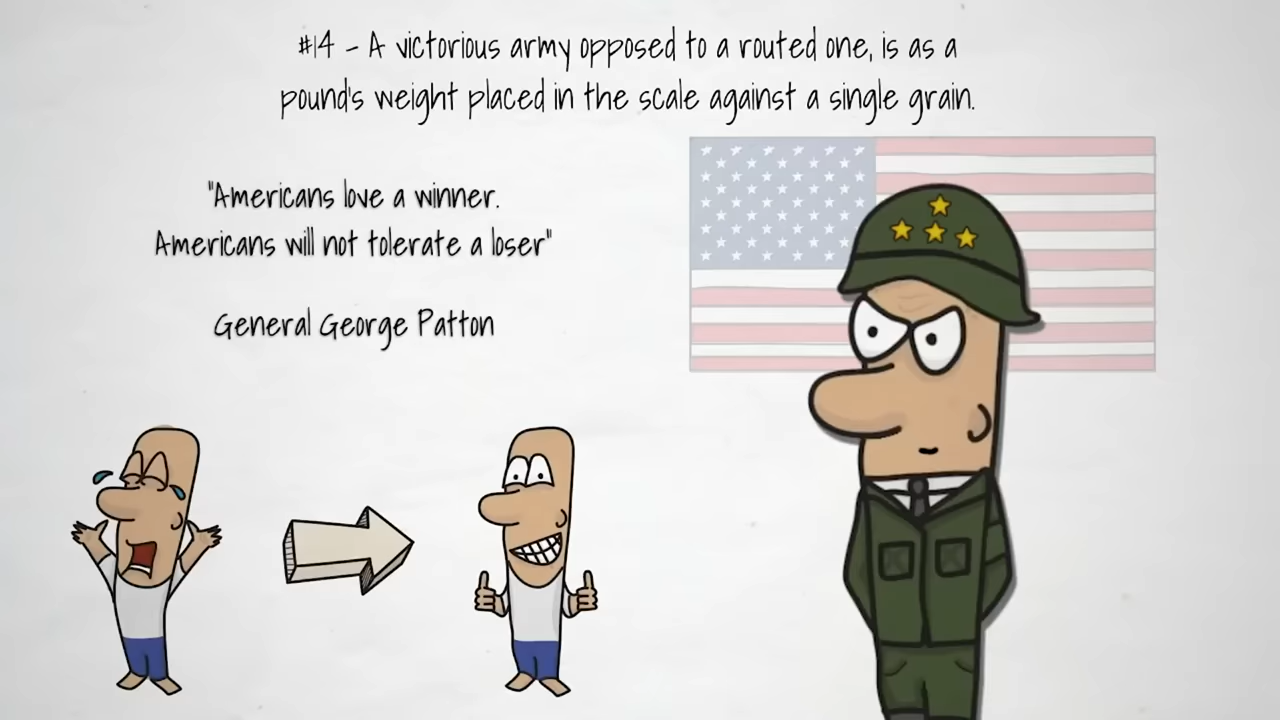 #14 - A victorious army opposed to a routed one, is as a
pound's weight placed in the scale against a single grain.
"Americans love a winner.
Americans will not tolerate a loser"
General George Patton